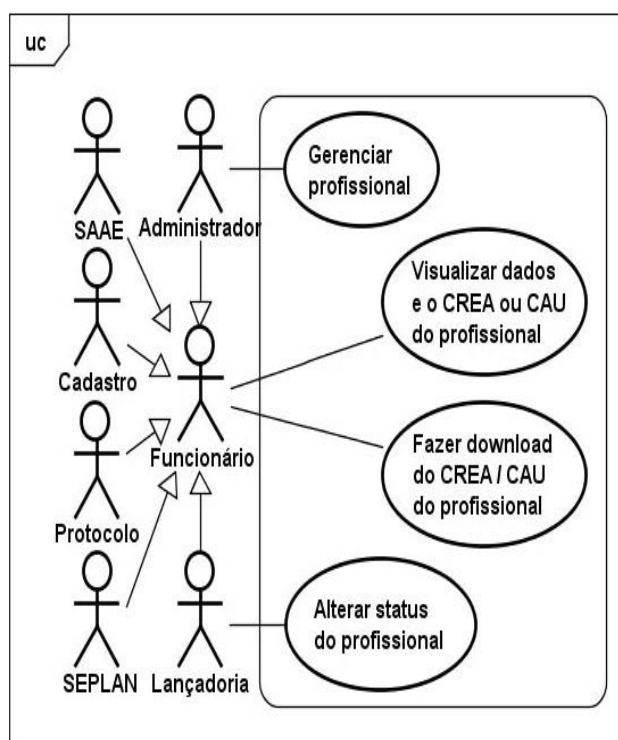 uc
SAAE
Administrador
Gerenciar
profissional
Visualizar dados
e o CREA ou CAU
do profissional
Cadastro
Funcionário
Fazer download
do CREA / CAU
do profissional
Protocolo
Alterar status
do profissional
SEPLAN
Lançadoria